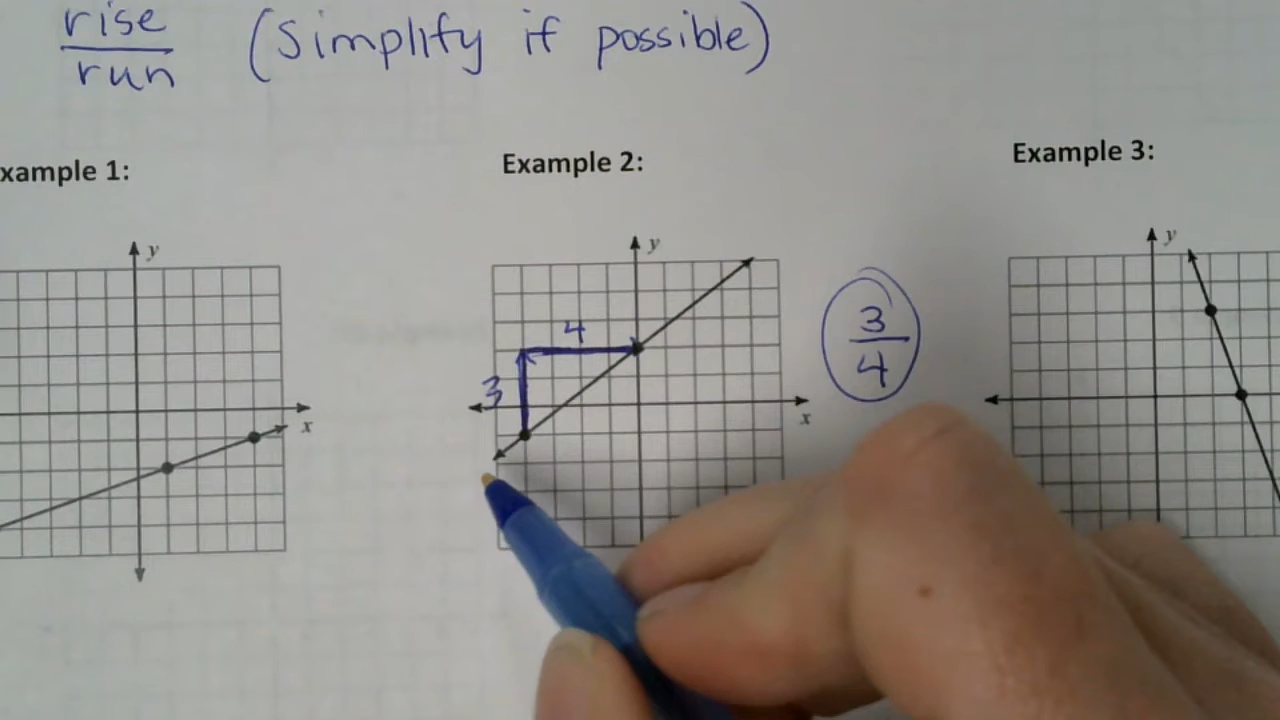 rise
run
(Simplify if possible)
xample 1:
Example 2:
Example 3:
y
x
y
x
4
3
3
4
y